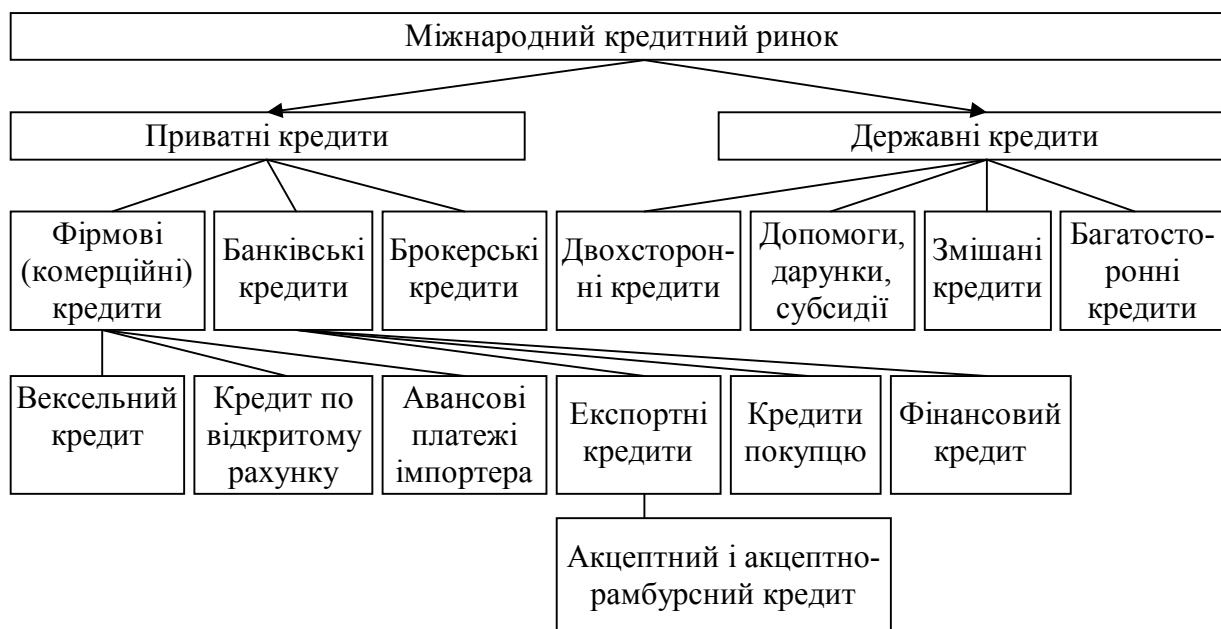 Міжнародний кредитний ринок
Приватні кредити
Державні кредити
Фірмові
(комерційні)
кредити
Банківські
кредити
Брокерські
кредити
Двохсторон-
ні кредити
Допомоги,
дарунки,
субсидії
Змішані
кредити
Багатосто-
ронні
кредити
Вексельний
кредит
Кредит по
відкритому
рахунку
Авансові
платежі
імпортера
Експортні
кредити
Кредити
покупцю
Фінансовий
кредит
Акцептний і акцептно-
рамбурсний кредит